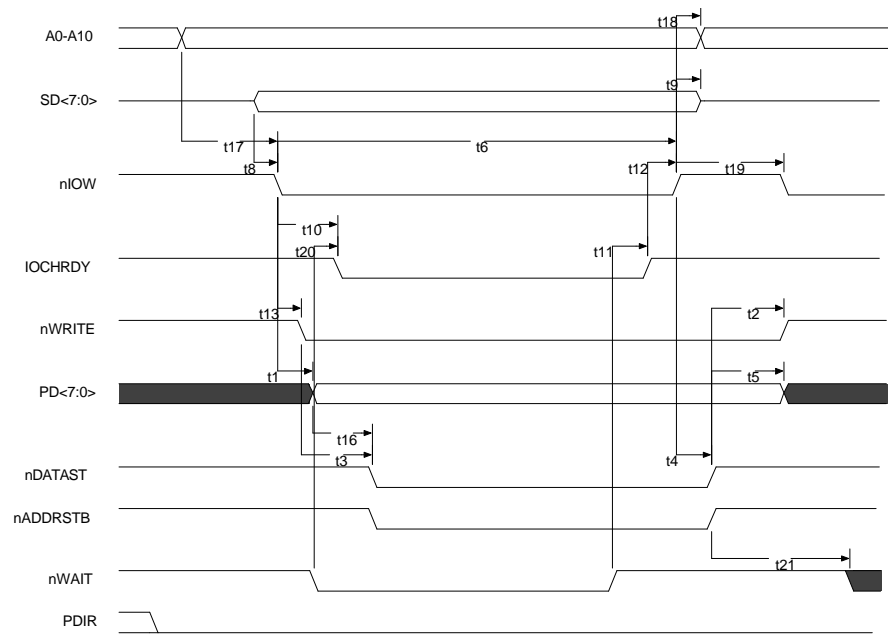 t18
A0-A10
t9
SD<7:0>
t17
t6
t8
t12
t19
nIOW
t10
t20
t11
IOCHRDY
t13
t2
nWRITE
t1
t5
PD<7:0>
t16
t3
t4
nDATAST
nADDRSTB
t21
nWAIT
PDIR